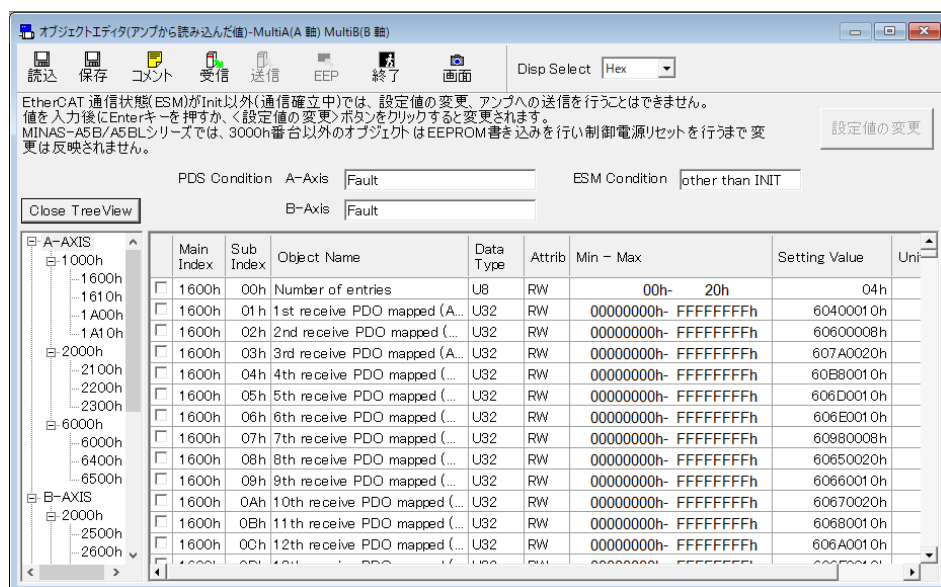 オブジェクトエディタ(アンプから読み込んだ値)-MultiA(A 軸) MultiB(B 軸)
読込 保存 コメント 受信 送信 EEP 終了 画面 Disp Select Hex
EtherCAT 通信状態(ESM)がInit以外(通信確立中)では、設定値の変更、アンプへの送信を行うことはできません。
値を入力後にEnterキーを押すか、<設定値の変更>ボタンをクリックすると変更されます。
MINAS-A5B/A5BLシリーズでは、3000h番台以外のオブジェクトはEEPROM書き込みを行い制御電源リセットを行うまで変
更は反映されません。
設定値の変更
PDS Condition A-Axis Fault ESM Condition other than INIT
B-Axis Fault
Close TreeView
A-AXIS
1000h
1600h
1610h
1A00h
1A10h
2000h
2100h
2200h
2300h
6000h
6000h
6400h
6500h
B-AXIS
2000h
2500h
2600h
Main Index Sub Index Object Name Data Type Attrib Min - Max Setting Value Uni
1600h 00h Number of entries U8 RW 00h- 20h 04h
1600h 01h 1st receive PDO mapped (A... U32 RW 00000000h- FFFFFFFFh 60400010h
1600h 02h 2nd receive PDO mapped (... U32 RW 00000000h- FFFFFFFFh 60600008h
1600h 03h 3rd receive PDO mapped (A... U32 RW 00000000h- FFFFFFFFh 607A0020h
1600h 04h 4th receive PDO mapped (... U32 RW 00000000h- FFFFFFFFh 60B80010h
1600h 05h 5th receive PDO mapped (... U32 RW 00000000h- FFFFFFFFh 606D0010h
1600h 06h 6th receive PDO mapped (... U32 RW 00000000h- FFFFFFFFh 606E0010h
1600h 07h 7th receive PDO mapped (... U32 RW 00000000h- FFFFFFFFh 60980008h
1600h 08h 8th receive PDO mapped (... U32 RW 00000000h- FFFFFFFFh 60650020h
1600h 09h 9th receive PDO mapped (... U32 RW 00000000h- FFFFFFFFh 60660010h
1600h 0Ah 10th receive PDO mapped (... U32 RW 00000000h- FFFFFFFFh 60670020h
1600h 0Bh 11th receive PDO mapped (... U32 RW 00000000h- FFFFFFFFh 60680010h
1600h 0Ch 12th receive PDO mapped (... U32 RW 00000000h- FFFFFFFFh 606A0010h